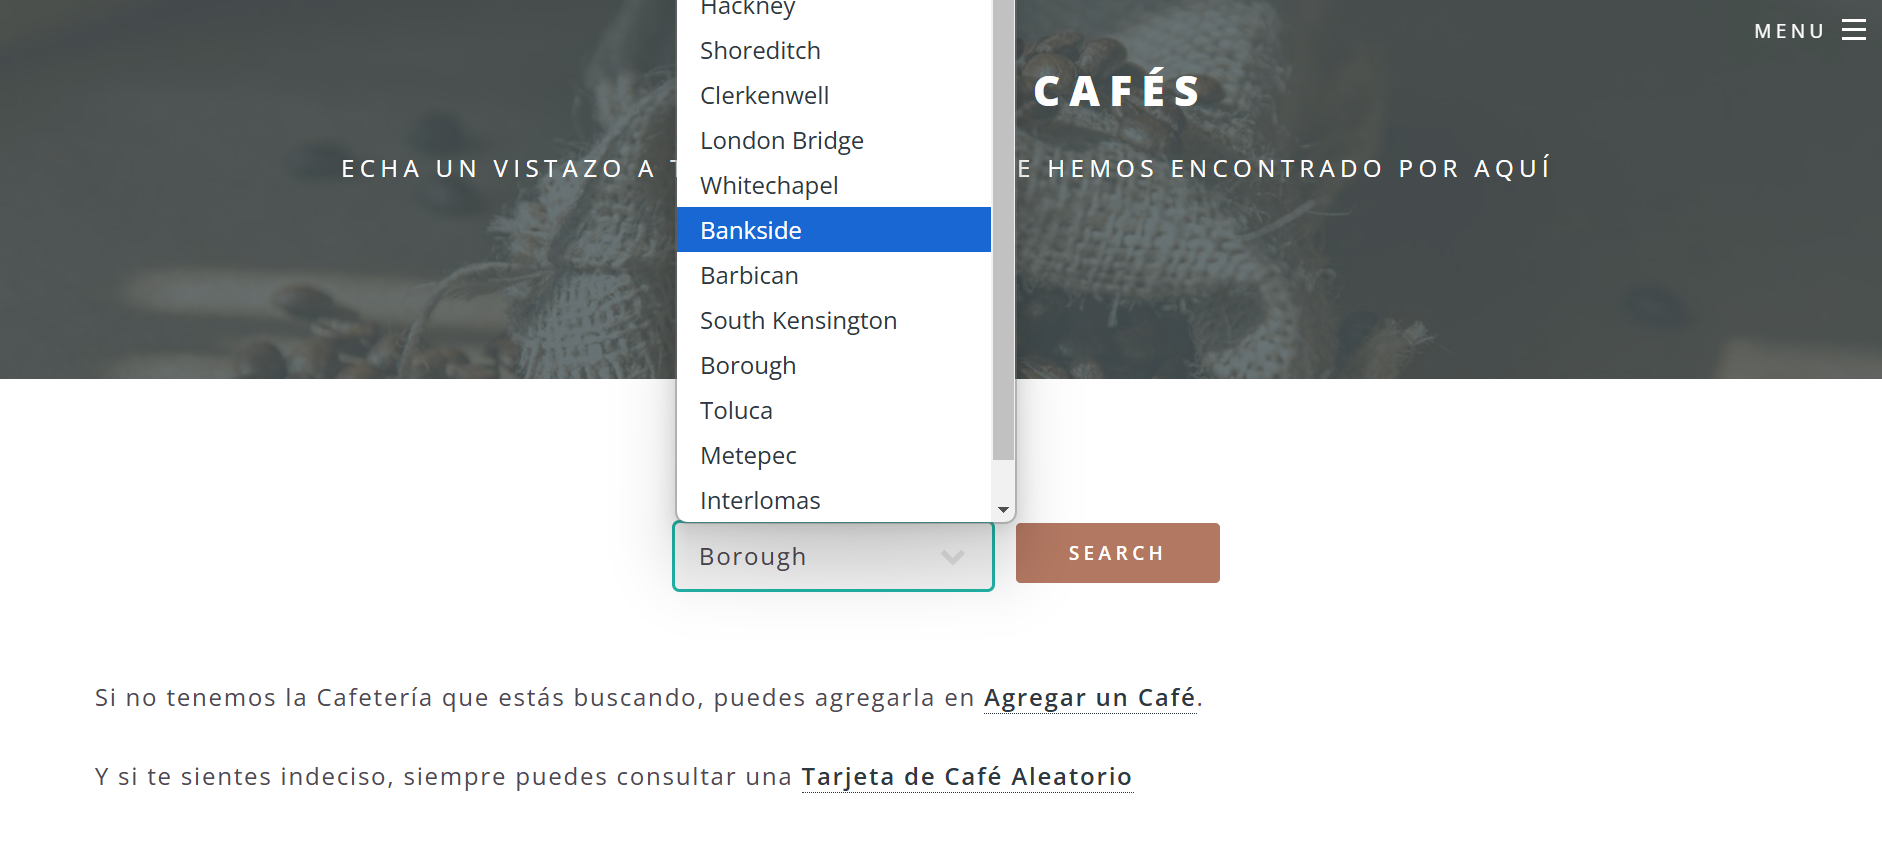 MENU
CAFÉS
ECHA UN VISTAZO A
HEMOS ENCONTRADO POR AQUÍ
Hackney
Shoreditch
Clerkenwell
London Bridge
Whitechapel
Bankside
Barbican
South Kensington
Borough
Toluca
Metepec
Interlomas
Borough
SEARCH
Si no tenemos la Cafetería que estás buscando, puedes agregarla en Agregar un Café.
Y si te sientes indeciso, siempre puedes consultar una Tarjeta de Café Aleatorio